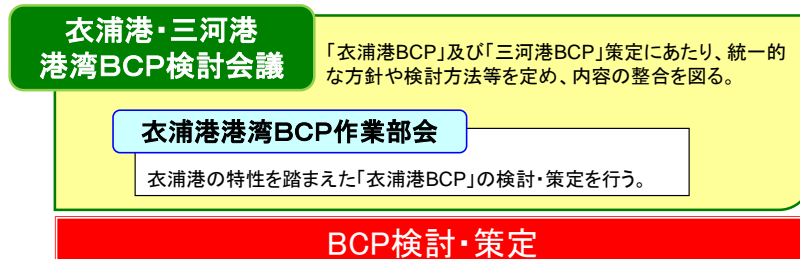 衣浦港・三河港
港湾BCP検討会議
「衣浦港BCP」及び「三河港BCP」策定にあたり、統一的
な方針や検討方法等を定め、内容の整合を図る。
衣浦港港湾BCP作業部会
衣浦港の特性を踏まえた「衣浦港BCP」の検討・策定を行う。
BCP検討・策定